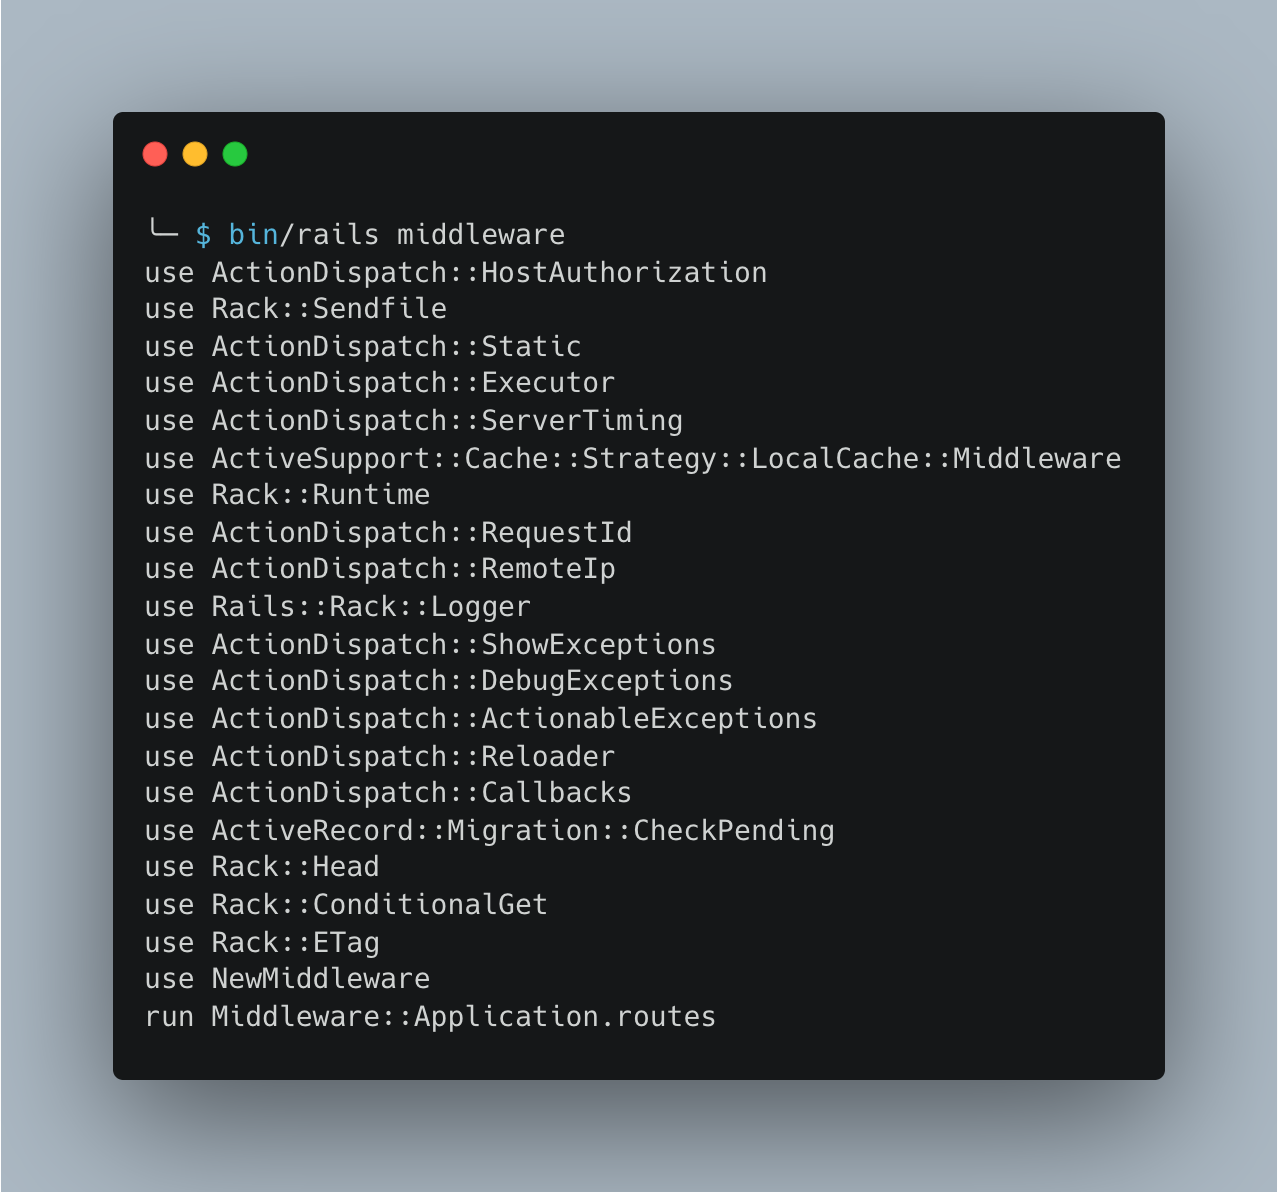 ╰─ $ bin/rails middleware
use ActionDispatch::HostAuthorization
use Rack::Sendfile
use ActionDispatch::Static
use ActionDispatch::Executor
use ActionDispatch::ServerTiming
use ActiveSupport::Cache::Strategy::LocalCache::Middleware
use Rack::Runtime
use ActionDispatch::RequestId
use ActionDispatch::RemoteIp
use Rails::Rack::Logger
use ActionDispatch::ShowExceptions
use ActionDispatch::DebugExceptions
use ActionDispatch::ActionableExceptions
use ActionDispatch::Reloader
use ActionDispatch::Callbacks
use ActiveRecord::Migration::CheckPending
use Rack::Head
use Rack::ConditionalGet
use Rack::ETag
use NewMiddleware
run Middleware::Application.routes